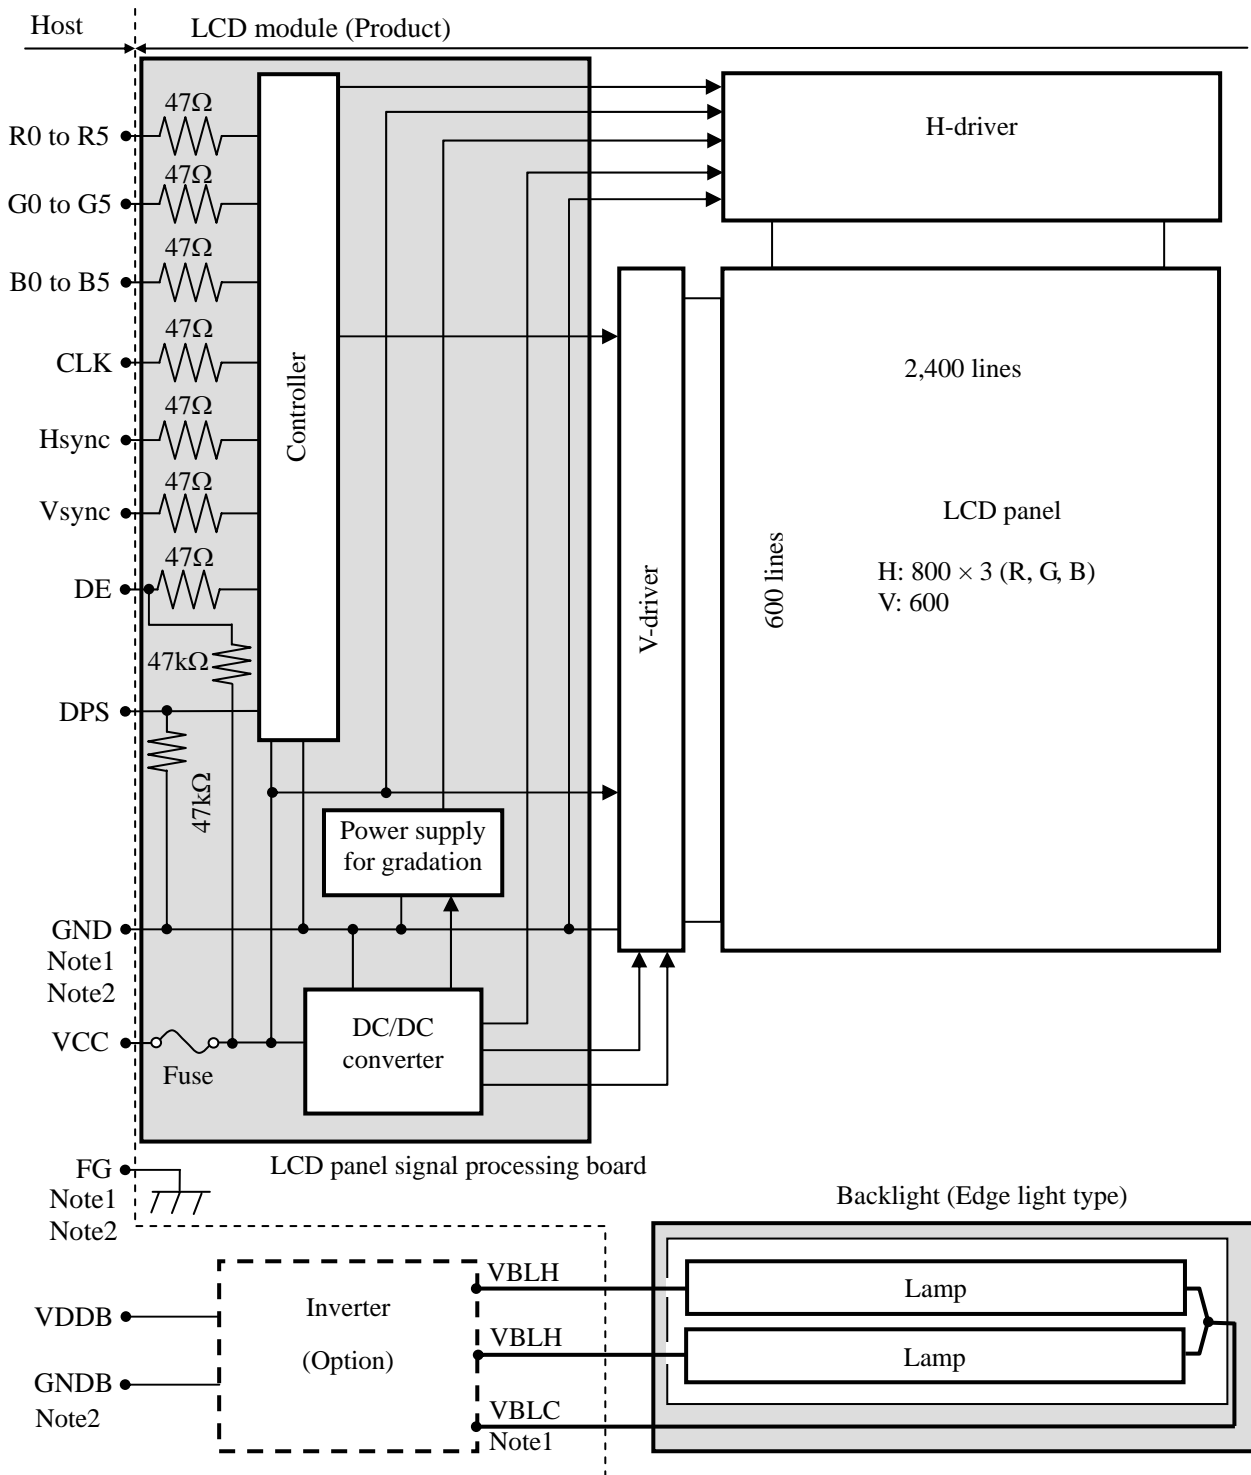 Host
LCD module (Product)
47Ω
R0 to R5
47Ω
G0 to G5
47Ω
B0 to B5
47Ω
CLK
47Ω
Hsync
47Ω
Vsync
47Ω
DE
47kΩ
DPS
47kΩ
Controller
H-driver
V-driver
2,400 lines
600 lines
LCD panel
H: 800 × 3 (R, G, B)
V: 600
Power supply
for gradation
GND
Note1
Note2
VCC
Fuse
DC/DC
converter
FG
Note1
Note2
LCD panel signal processing board
Backlight (Edge light type)
VDDB
GNDB
Note2
Inverter
(Option)
VBLH
Lamp
VBLH
Lamp
VBLC
Note1